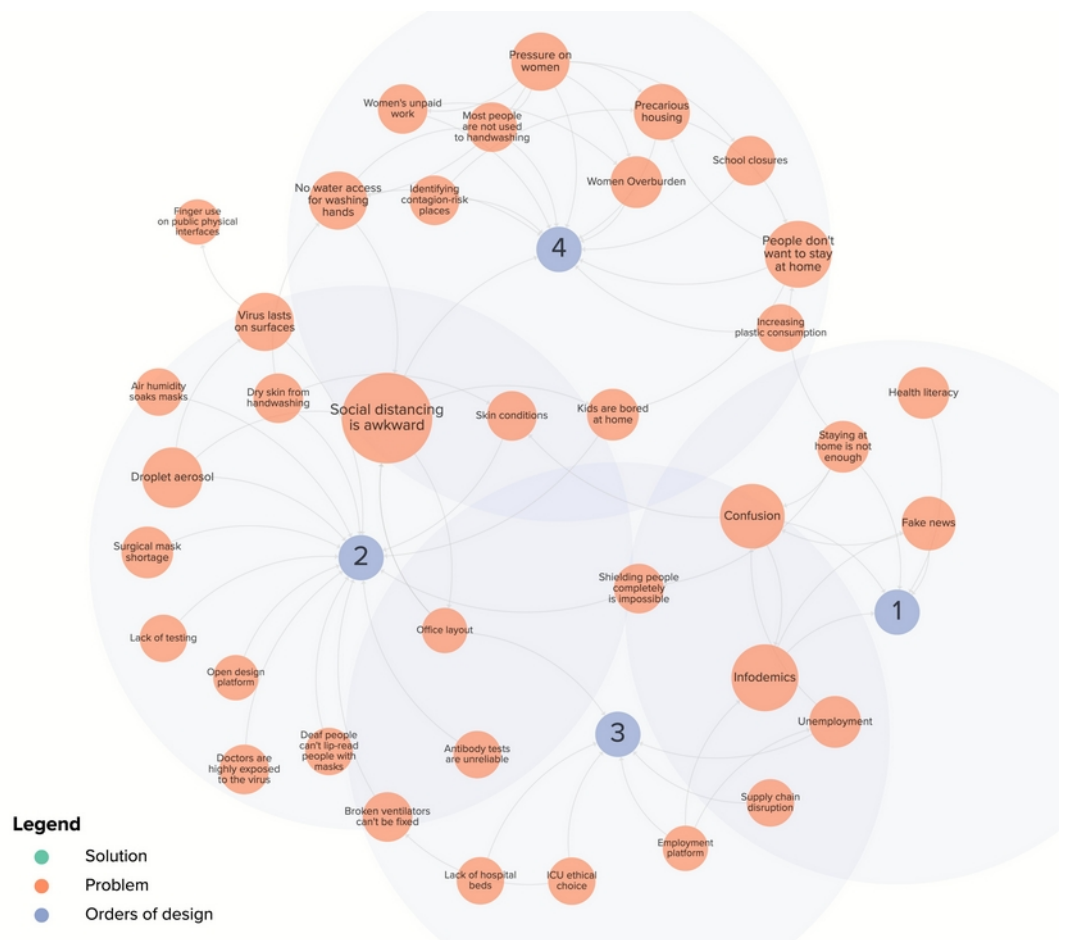 Pressure on
women
Women's unpaid
work
Most people
are not used
to handwashing
Precarious
housing
School closures
Women Overburden
No water access
for washing
hands
Identifying
contagion-risk
places
Finger use
on public physical
interfaces
4
People don't
want to stay
at home
Virus lasts
on surfaces
Increasing
plastic consumption
Air humidity
soaks masks
Dry skin from
handwashing
Social distancing
is awkward
Skin conditions
Kids are bored
at home
Health literacy
Staying at
home is not
enough
Droplet aerosol
Confusion
Fake news
Surgical mask
shortage
2
Shielding people
completely
is impossible
1
Lack of testing
Office layout
Open design
platform
Infodemics
Unemployment
3
Doctors are
highly exposed
to the virus
Deaf people
can't lip-read
people with
masks
Antibody tests
are unreliable
Supply chain
disruption
Broken ventilators
can't be fixed
Employment
platform
Lack of hospital
beds
ICU ethical
choice
Legend
Solution
Problem
Orders of design